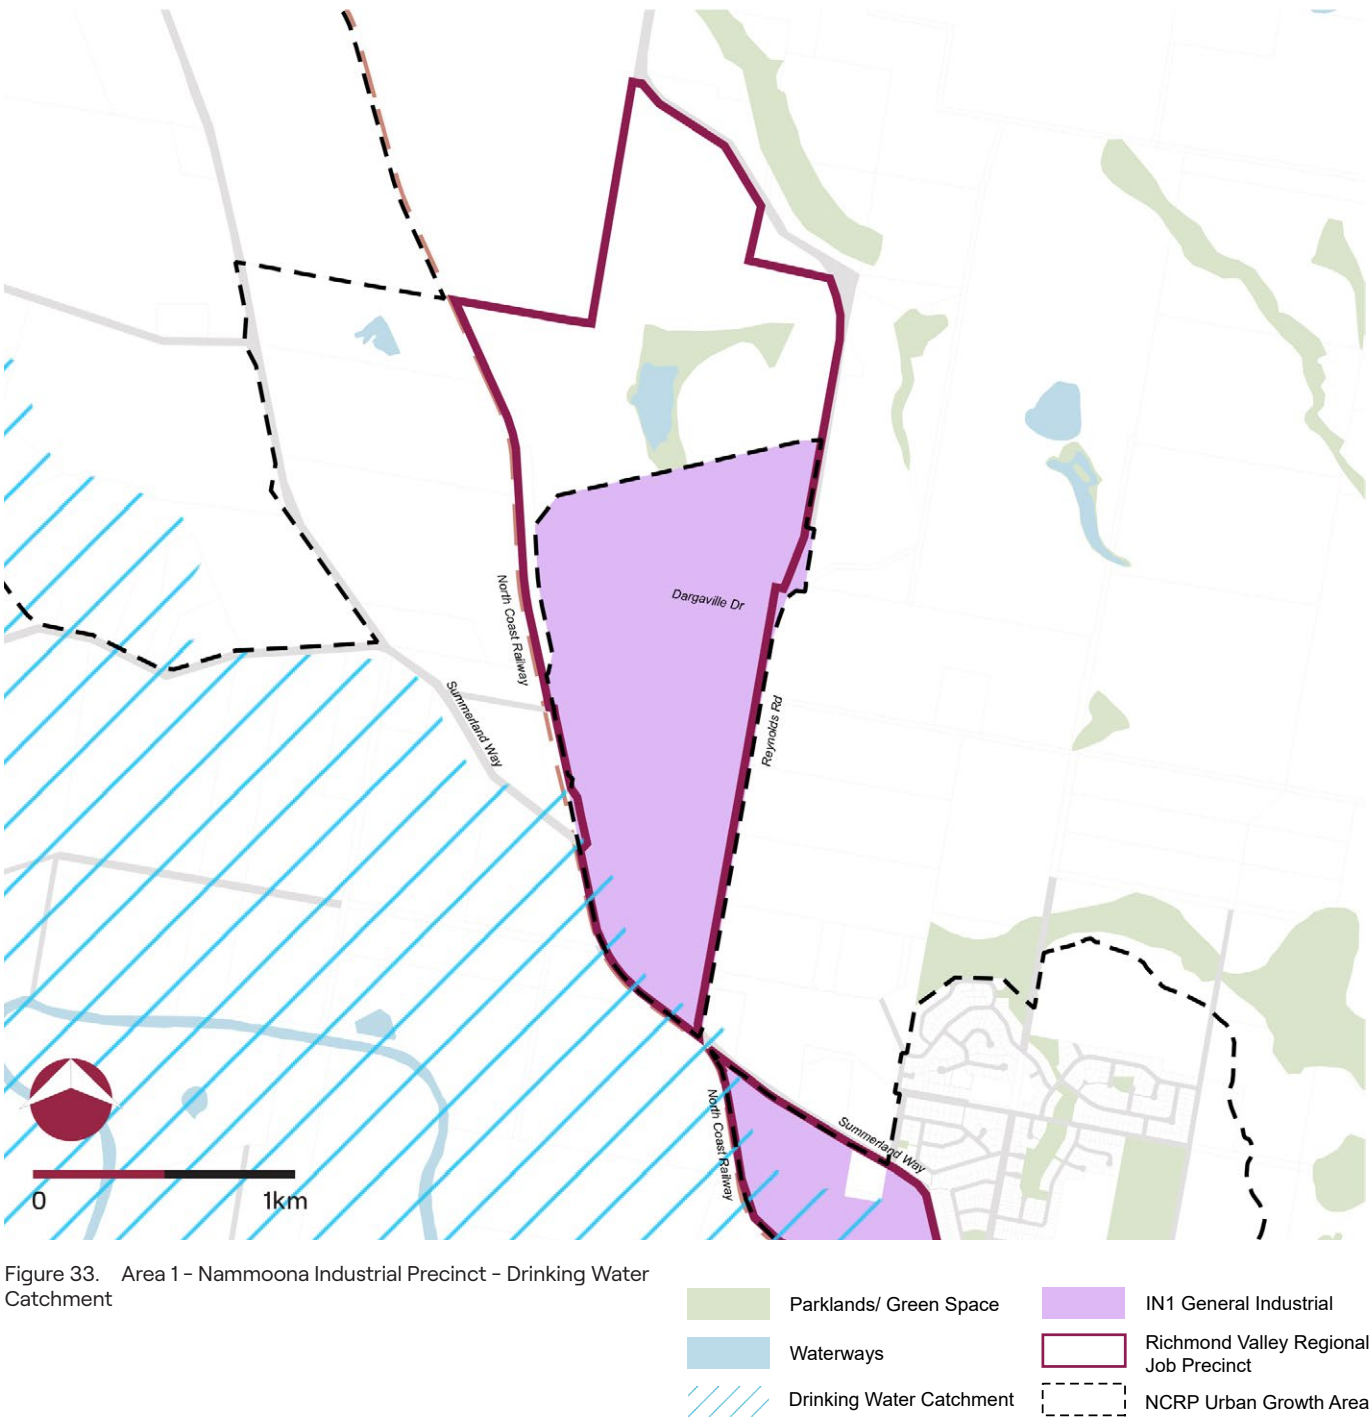 Dargaville Dr
North Coast Railway
Summerland Way
Reynolds Rd
North Coast Railway
Summerland Way
0
1km
Figure 33. Area 1 - Nammoona Industrial Precinct - Drinking Water
Catchment
Parklands/ Green Space
Waterways
Drinking Water Catchment
IN1 General Industrial
Richmond Valley Regional
Job Precinct
NCRP Urban Growth Area